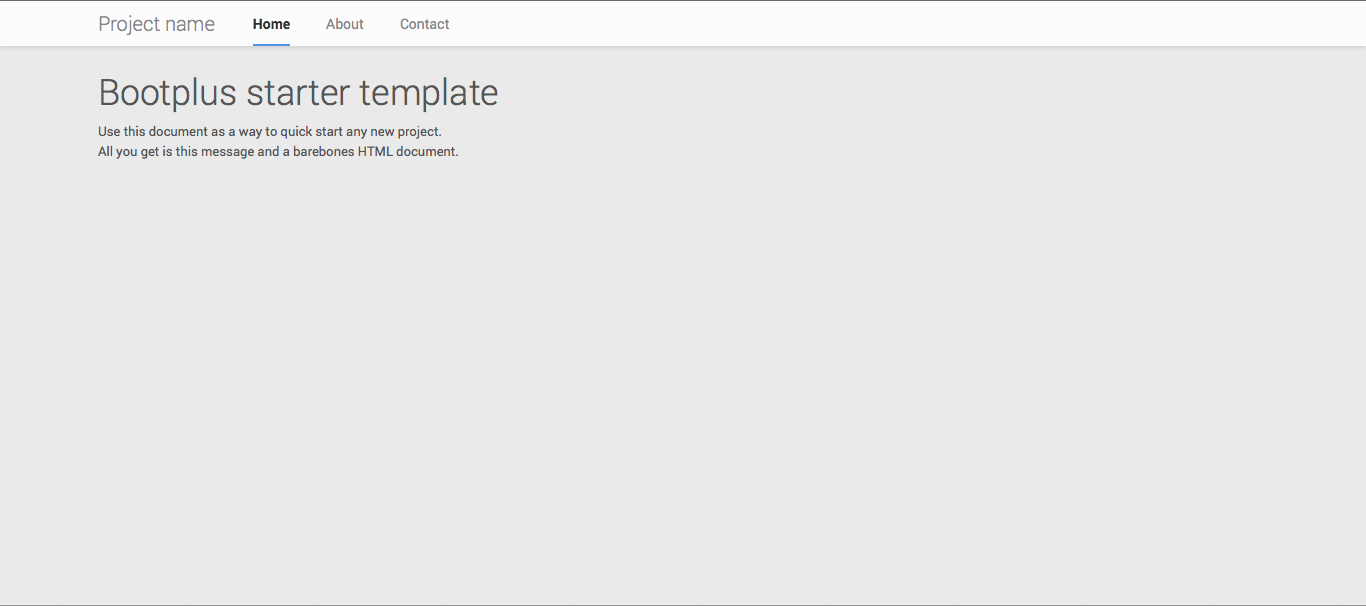 Project name Home About Contact
Bootplus starter template
Use this document as a way to quick start any new project.
All you get is this message and a barebones HTML document.